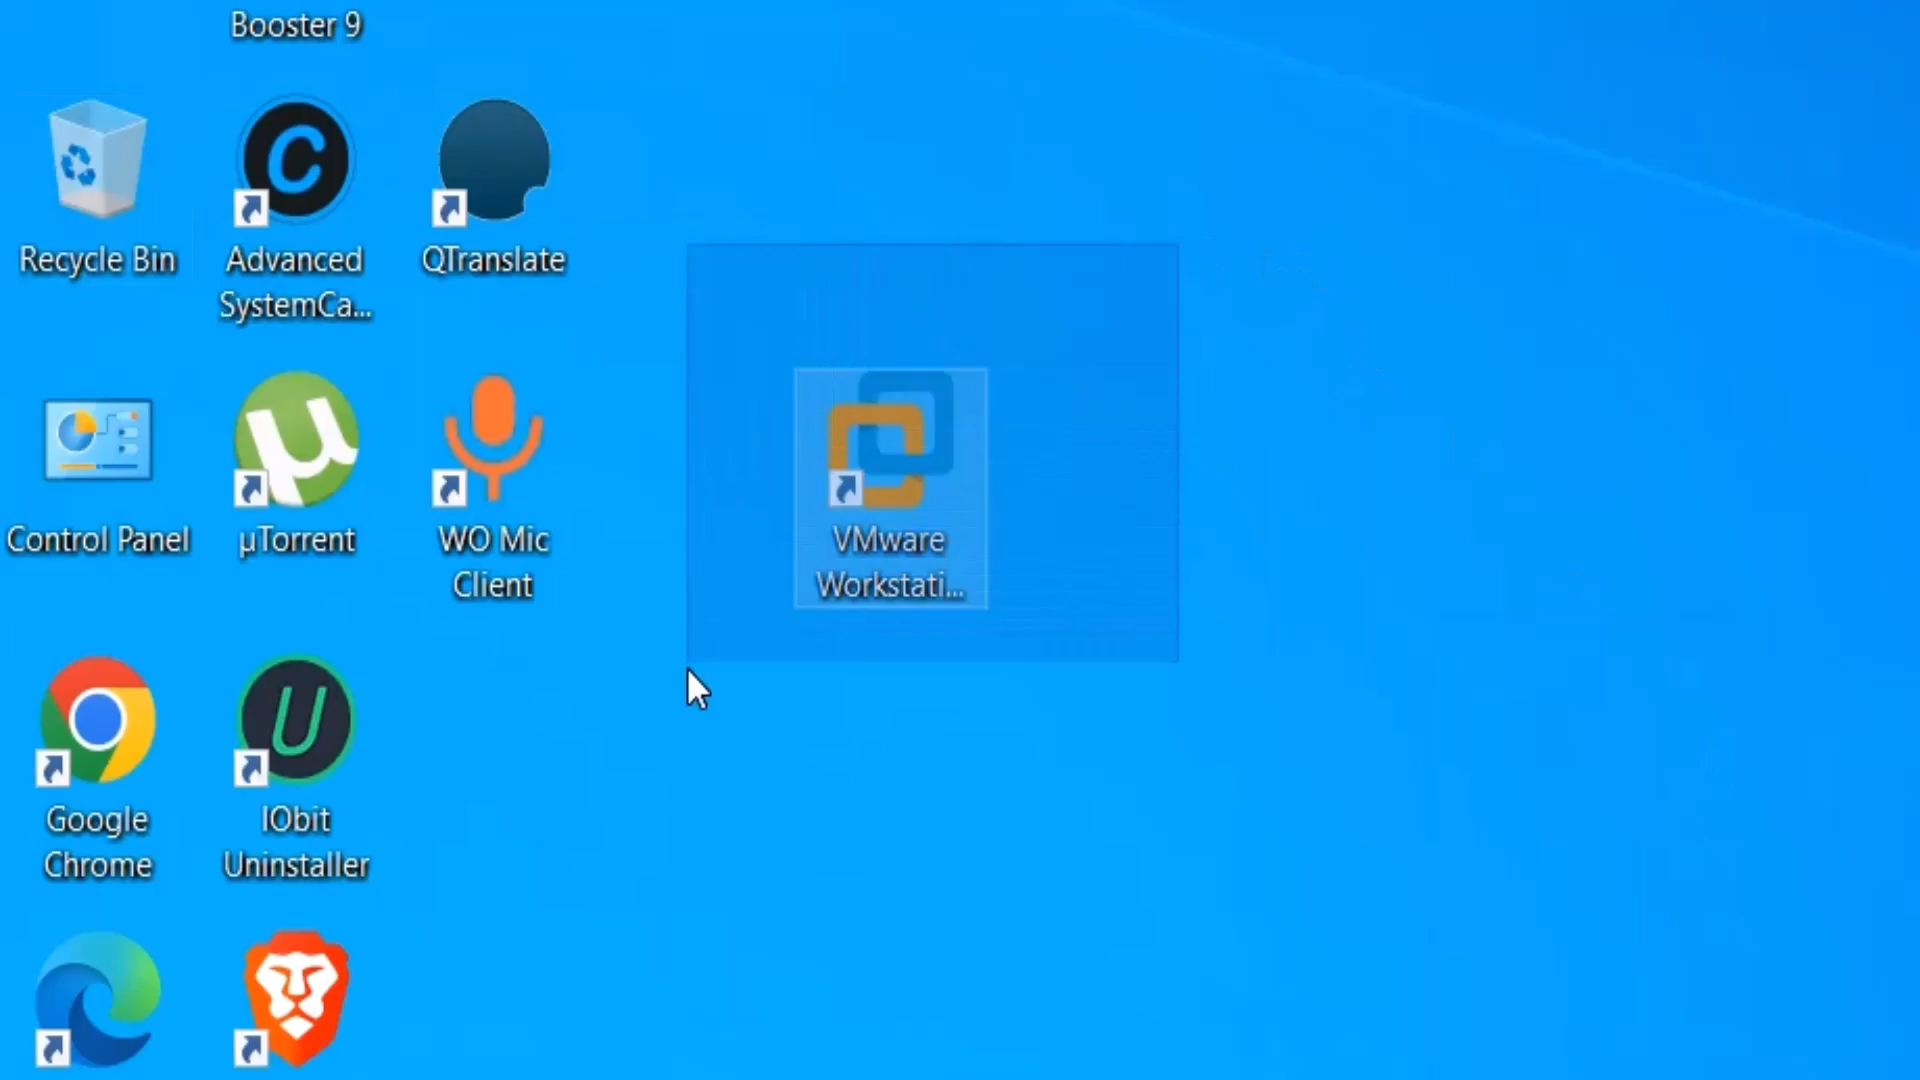 Booster 9
Recycle Bin
Advanced
SystemCa...
QTranslate
Control Panel
µTorrent
WO Mic
Client
VMware
Workstati...
Google
Chrome
IObit
Uninstaller